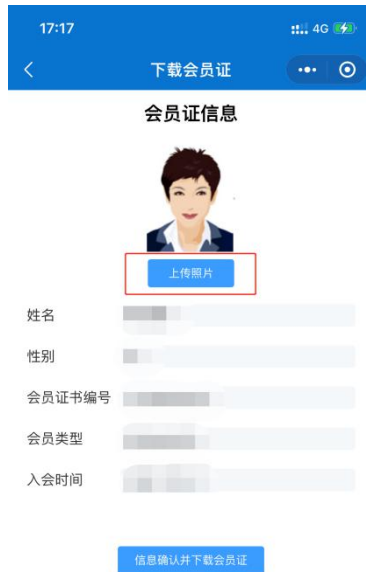 17:17
4G
下载会员证
会员证信息
上传照片
姓名
性别
会员证书编号
会员类型
入会时间
信息确认并下载会员证